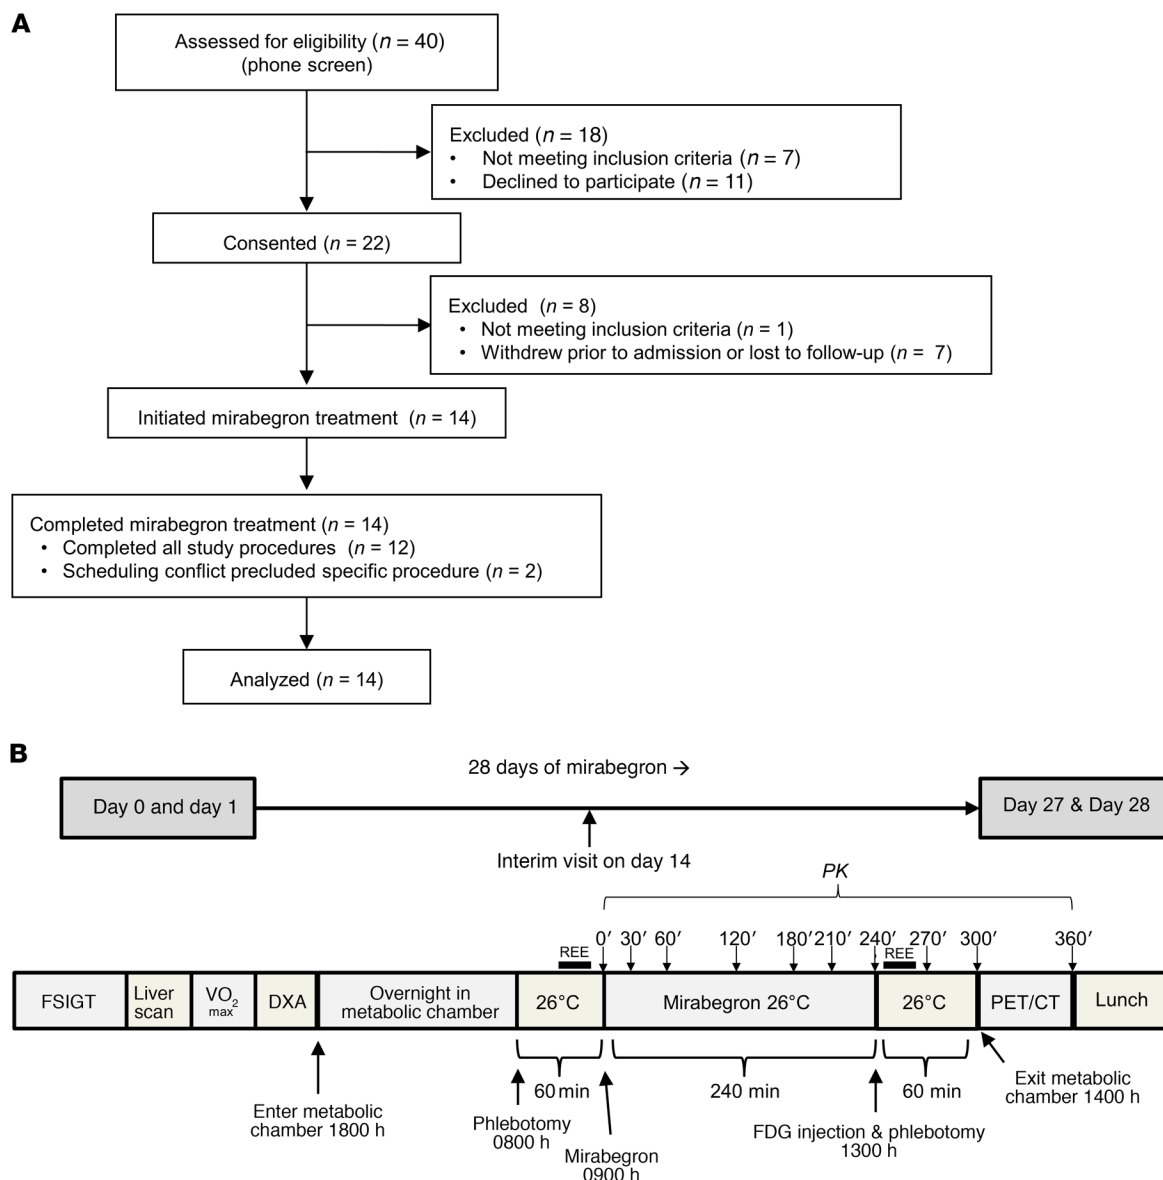 A
Assessed for eligibility (n = 40)
(phone screen)
Excluded (n = 18)
• Not meeting inclusion criteria (n = 7)
• Declined to participate (n = 11)
Consented (n = 22)
Excluded (n = 8)
• Not meeting inclusion criteria (n = 1)
• Withdrew prior to admission or lost to follow-up (n = 7)
Initiated mirabegron treatment (n = 14)
Completed mirabegron treatment (n = 14)
• Completed all study procedures (n = 12)
• Scheduling conflict precluded specific procedure (n = 2)
Analyzed (n = 14)
B
28 days of mirabegron →
Day 0 and day 1
Day 27 & Day 28
Interim visit on day 14
PK
0′ 30′ 60′ 120′ 180′ 210′ 240′ 270′ 300′ 360′
REE
REE
FSIGT
Liver
scan
VO2
max
DXA
Overnight in
metabolic chamber
26°C
Mirabegron 26°C
26°C
PET/CT
Lunch
60 min
240 min
60 min
Enter metabolic
chamber 1800 h
Phlebotomy
0800 h
Mirabegron
0900 h
FDG injection & phlebotomy
1300 h
Exit metabolic
chamber 1400 h